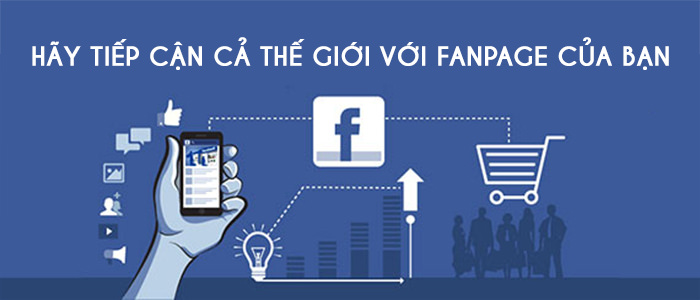 HÃY TIẾP CẬN CẢ THẾ GIỚI VỚI FANPAGE CỦA BẠN
f